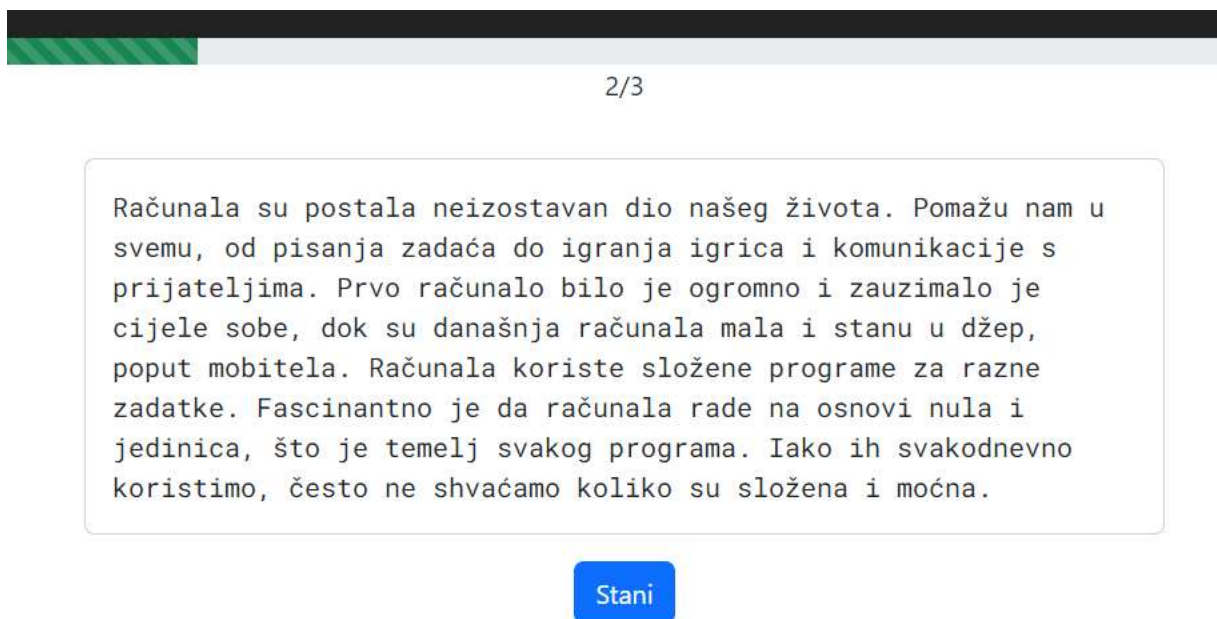 2/3
Računala su postala neizostavan dio našeg života. Pomažu nam u
svemu, od pisanja zadaća do igranja igrica i komunikacije s
prijateljima. Prvo računalo bilo je ogromno i zauzimalo je
cijele sobe, dok su današnja računala mala i stanu u džep,
poput mobitela. Računala koriste složene programe za razne
zadatke. Fascinantno je da računala rade na osnovi nula i
jedinica, što je temelj svakog programa. Iako ih svakodnevno
koristimo, često ne shvaćamo koliko su složena i moćna.
Stani